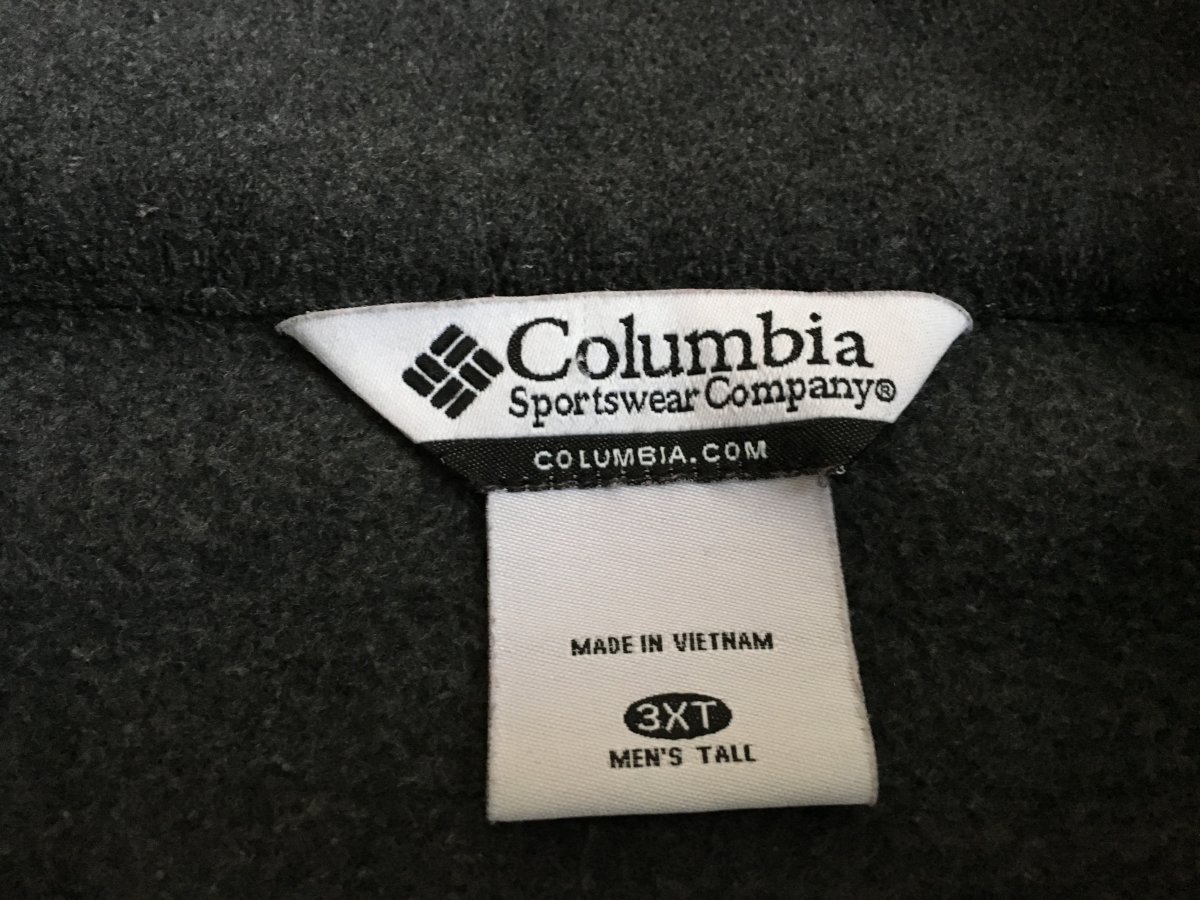 Columbia
Sportswear Company®
COLUMBIA.COM
MADE IN VIETNAM
3XT
MEN'S TALL